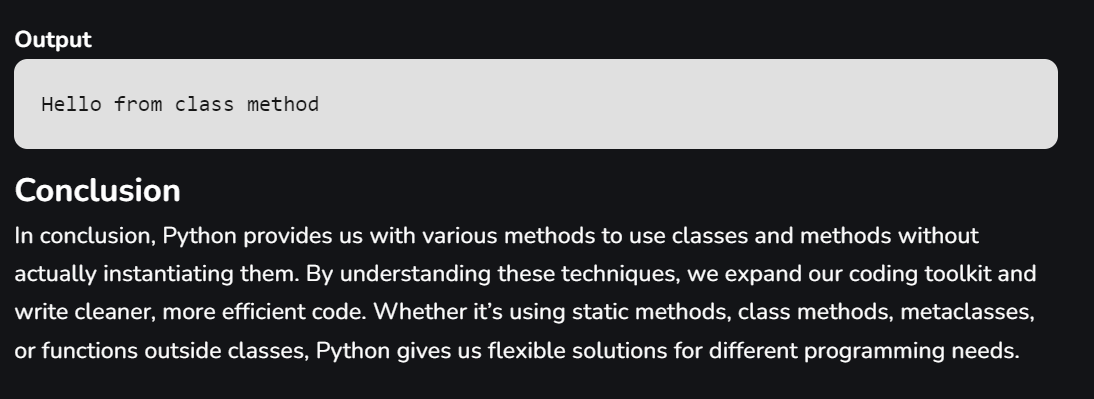 Output
Hello from class method
Conclusion
In conclusion, Python provides us with various methods to use classes and methods without
actually instantiating them. By understanding these techniques, we expand our coding toolkit and
write cleaner, more efficient code. Whether it’s using static methods, class methods, metaclasses,
or functions outside classes, Python gives us flexible solutions for different programming needs.